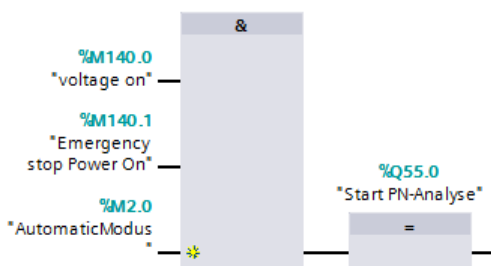 &
%M140.0
"voltage on"
%M140.1
"Emergency
stop Power On"
%Q55.0
"Start PN-Analyse"
%M2.0
"AutomaticModus
"
=